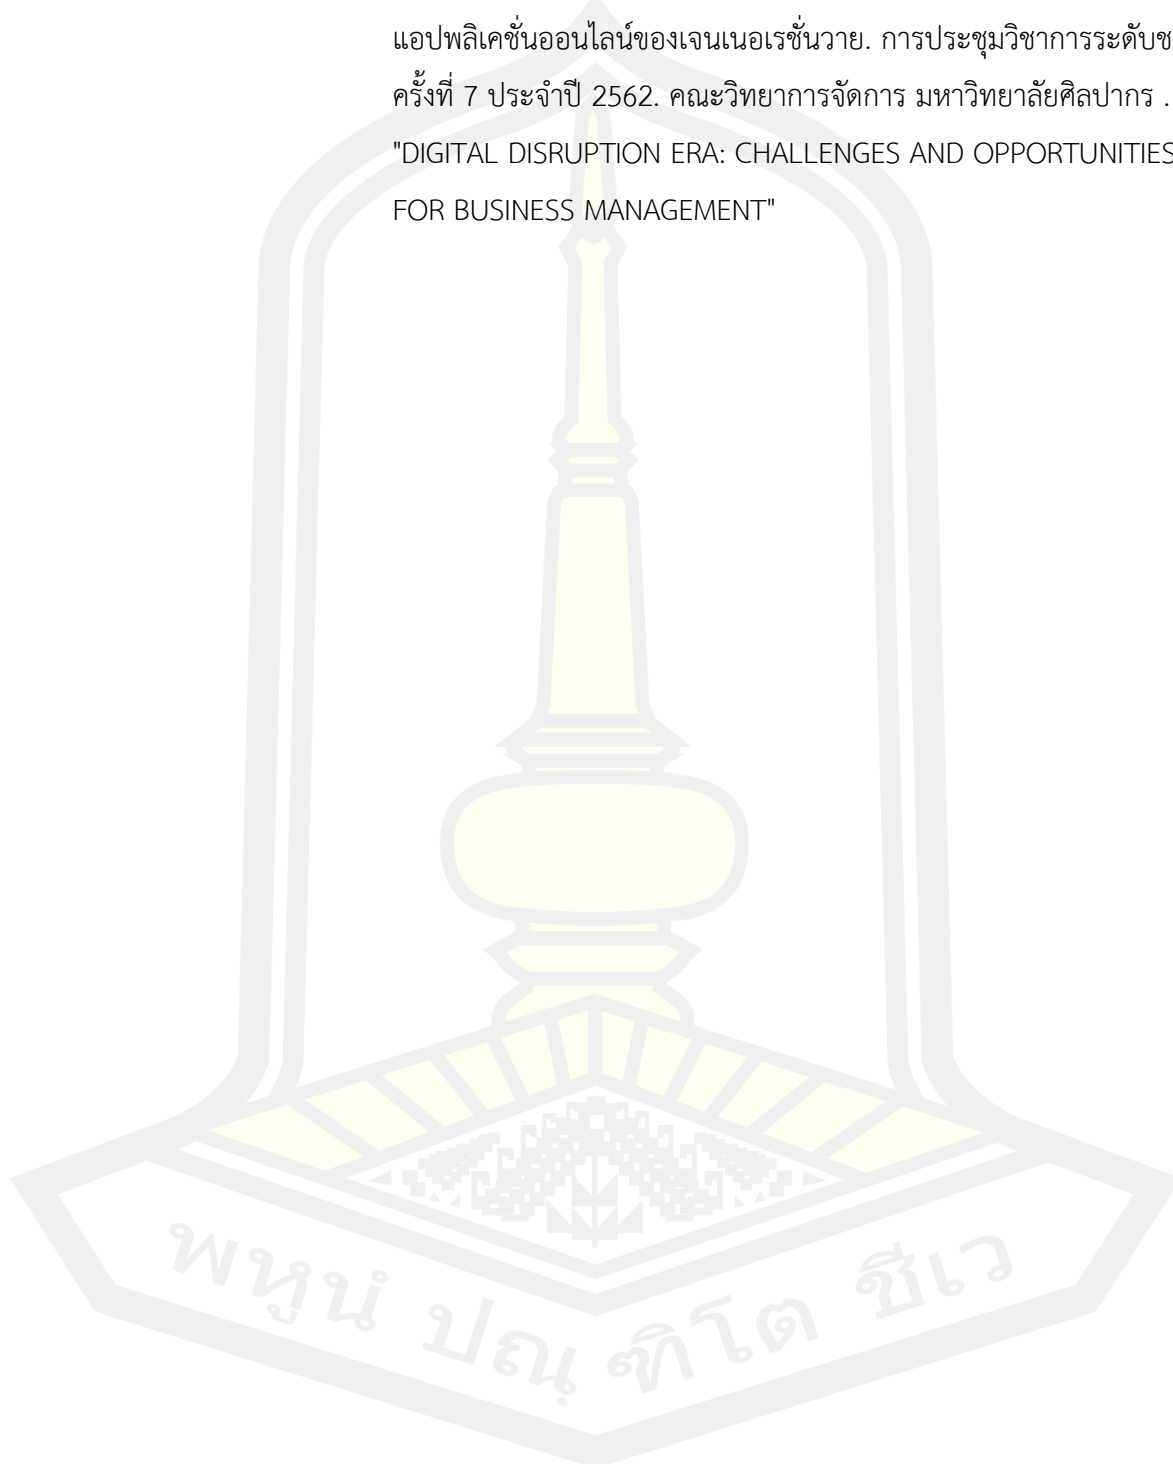 แอปพลิเคชั่นออนไลน์ของเจนเนอเรชั่นวาย. การประชุมวิชาการระดับช
ครั้งที่ 7 ประจำปี 2562. คณะวิทยาการจัดการ มหาวิทยาลัยศิลปากร .
"DIGITAL DISRUPTION ERA: CHALLENGES AND OPPORTUNITIES
FOR BUSINESS MANAGEMENT"
พหูนํ ปณฺฑิโต ชีเว